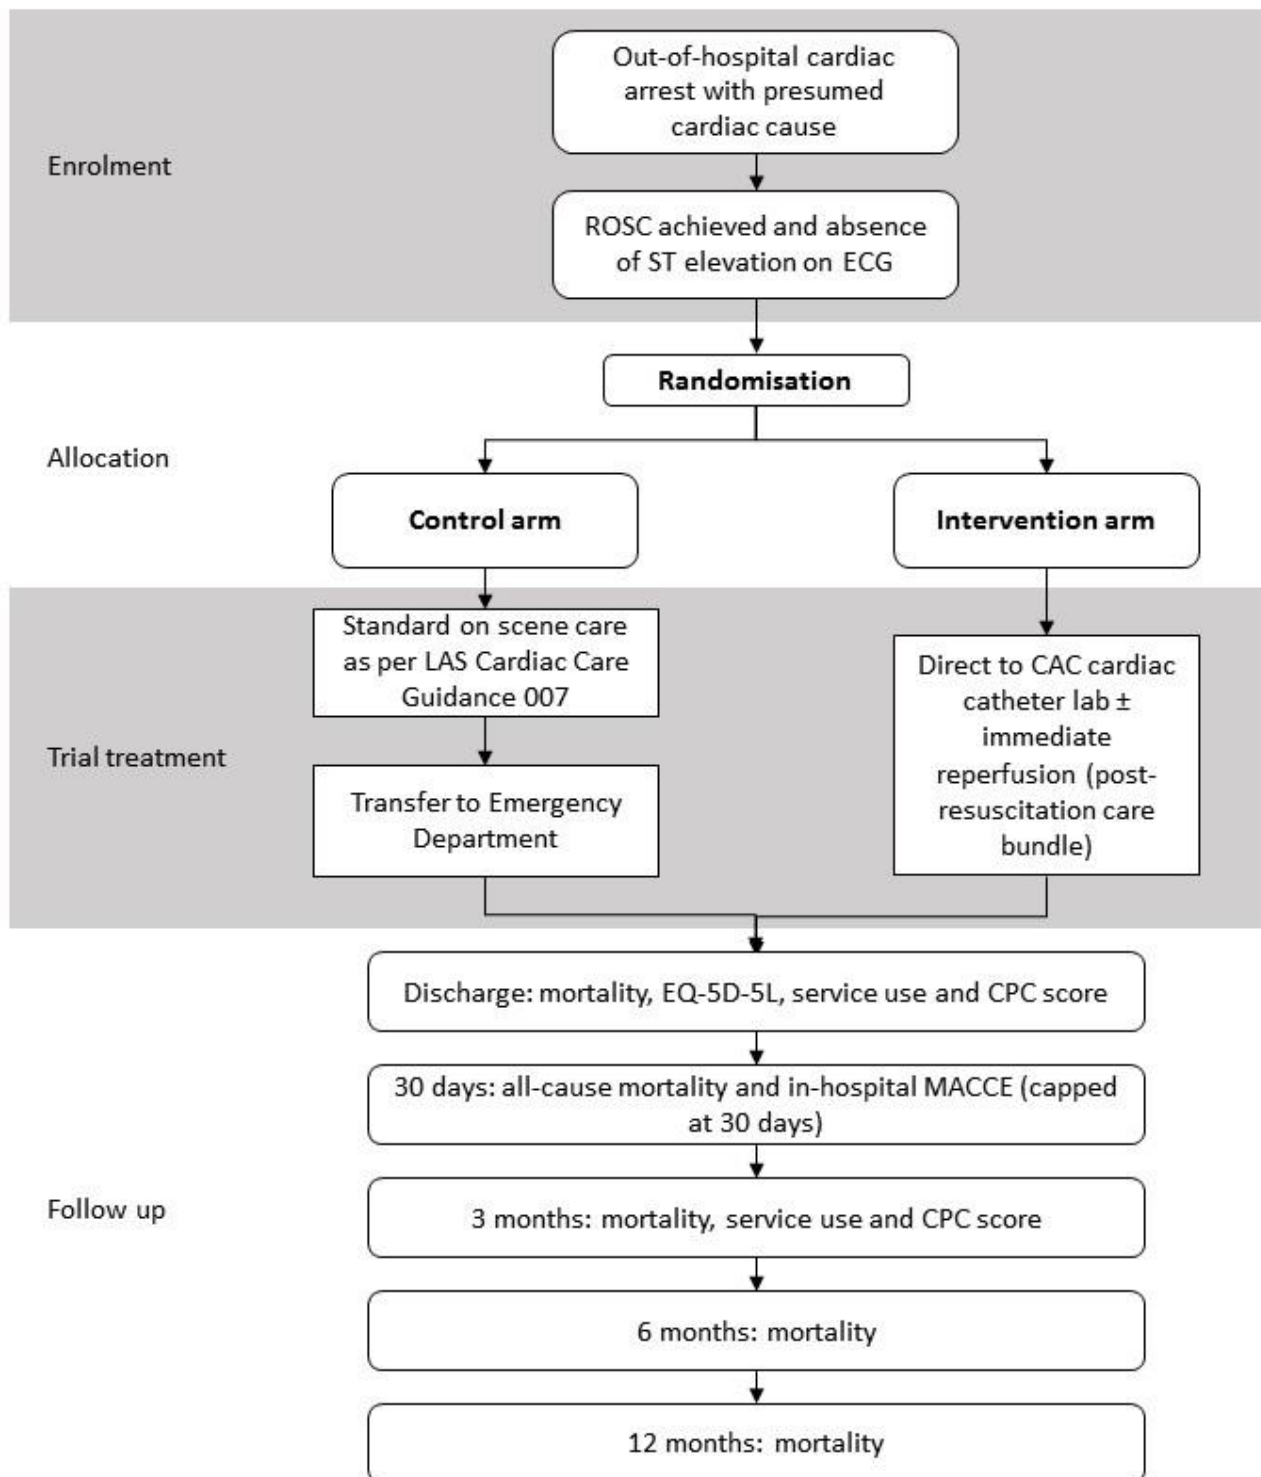 Enrolment
Out-of-hospital cardiac
arrest with presumed
cardiac cause
ROSC achieved and absence
of ST elevation on ECG
Allocation
Randomisation
Control arm
Intervention arm
Trial treatment
Standard on scene care
as per LAS Cardiac Care
Guidance 007
Transfer to Emergency
Department
Direct to CAC cardiac
catheter lab ±
immediate
reperfusion (post-
resuscitation care
bundle)
Follow up
Discharge: mortality, EQ-5D-5L, service use and CPC score
30 days: all-cause mortality and in-hospital MACCE (capped
at 30 days)
3 months: mortality, service use and CPC score
6 months: mortality
12 months: mortality